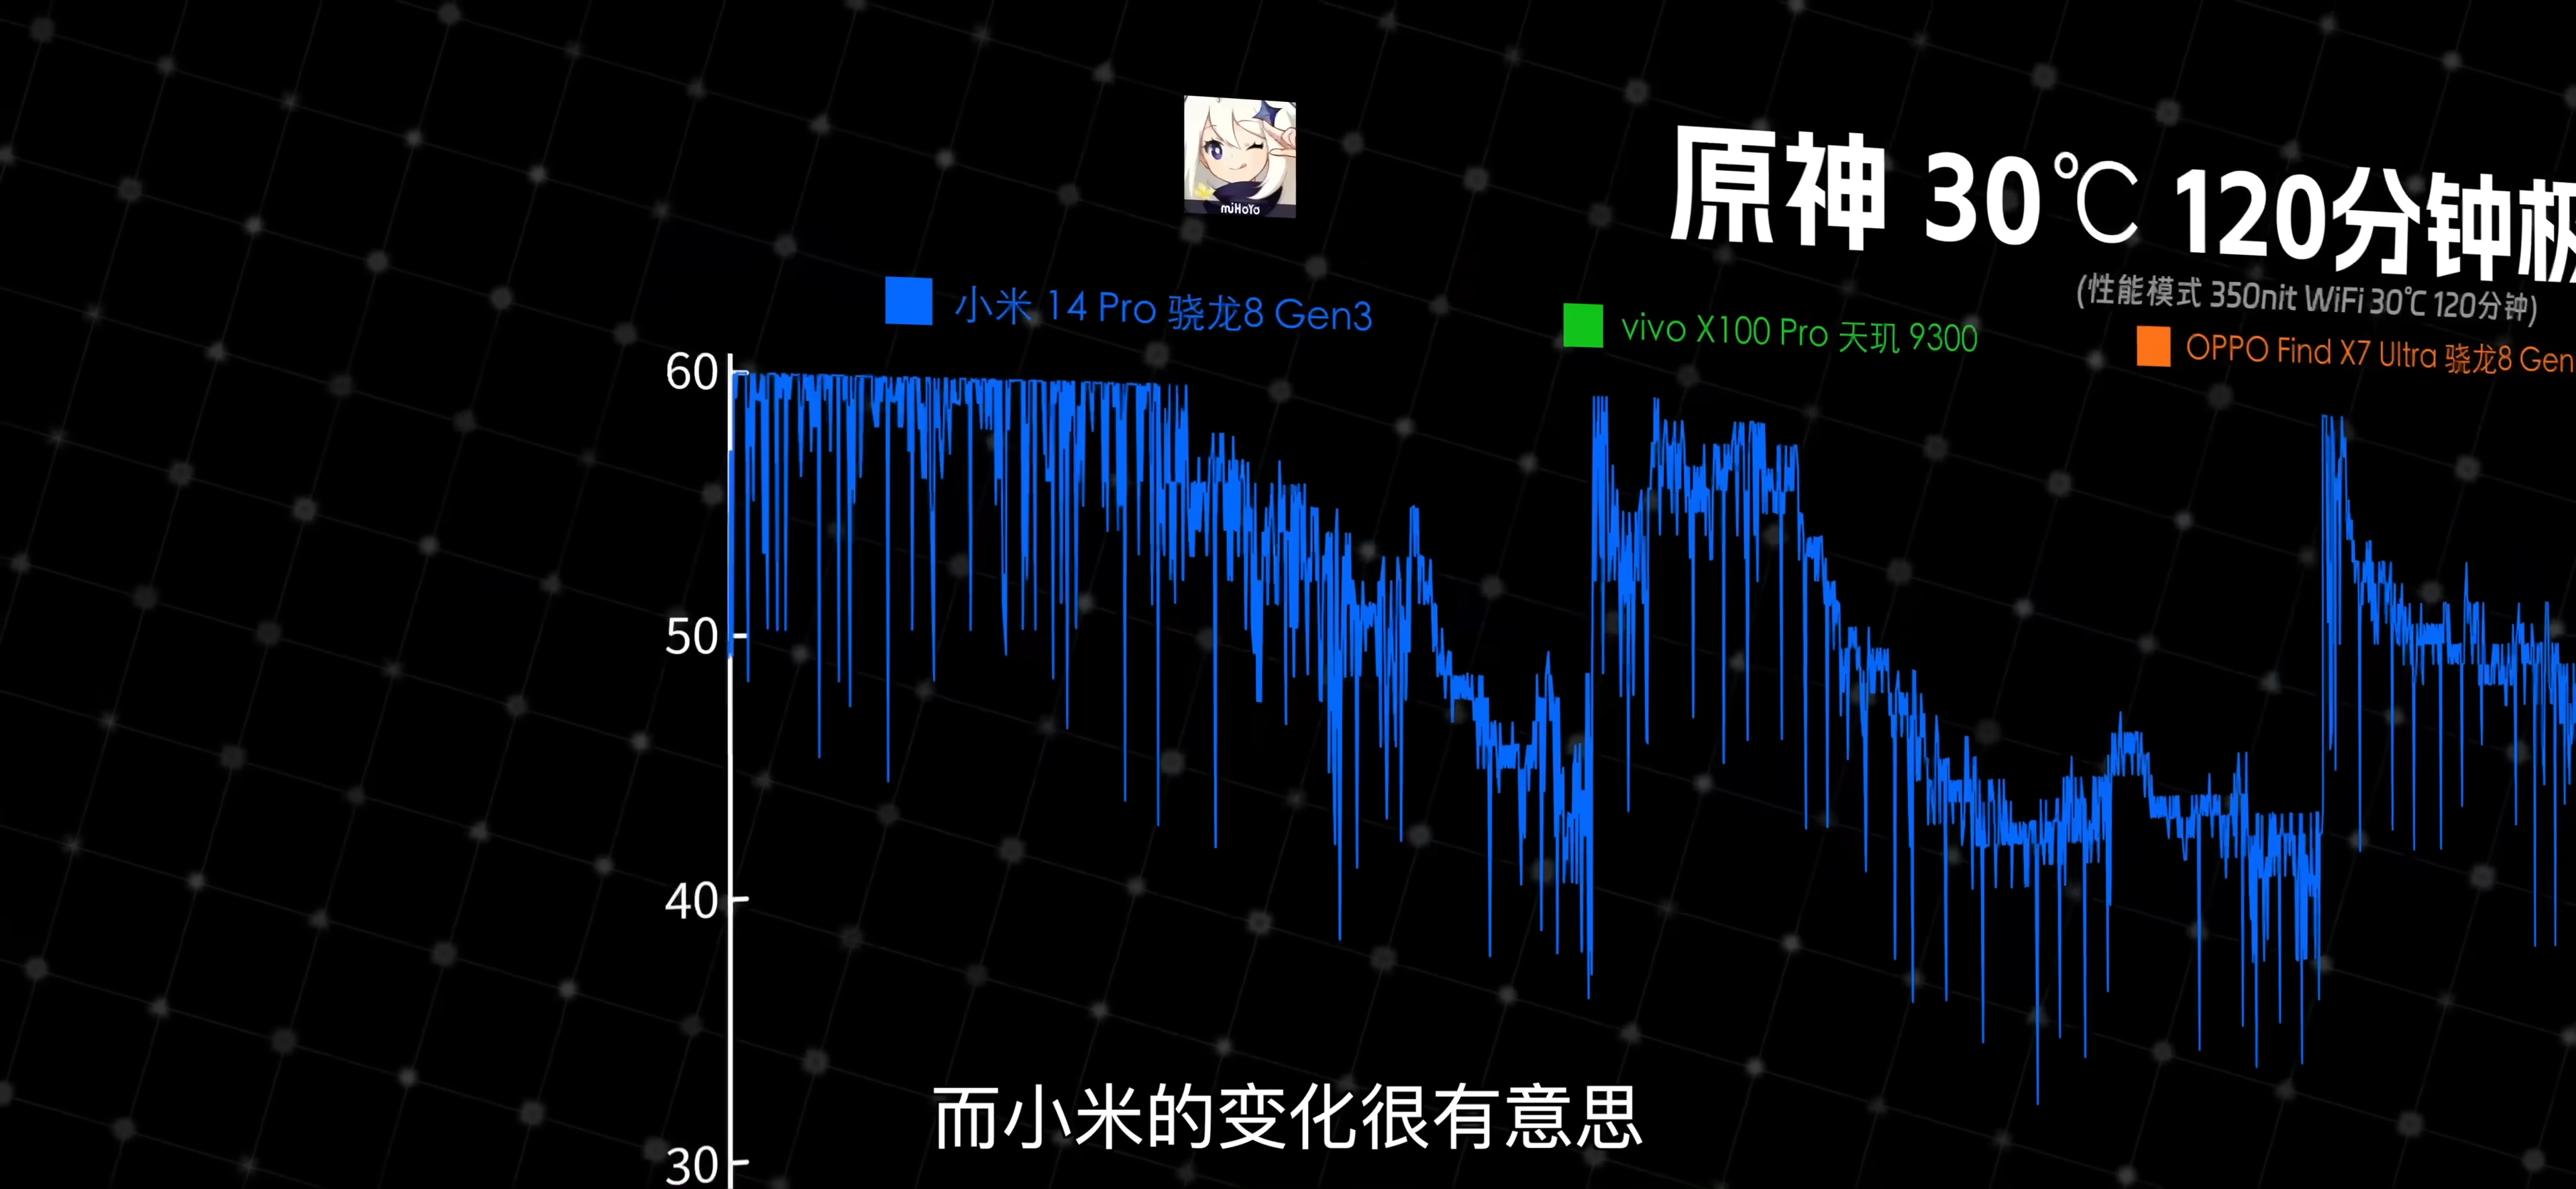 miHoYo
原神 30℃ 120分钟极
(性能模式 350nit WiFi 30℃ 120分钟)
小米 14 Pro 骁龙8 Gen3
vivo X100 Pro 天玑 9300
OPPO Find X7 Ultra 骁龙8 Gen
60
50
40
30
而小米的变化很有意思